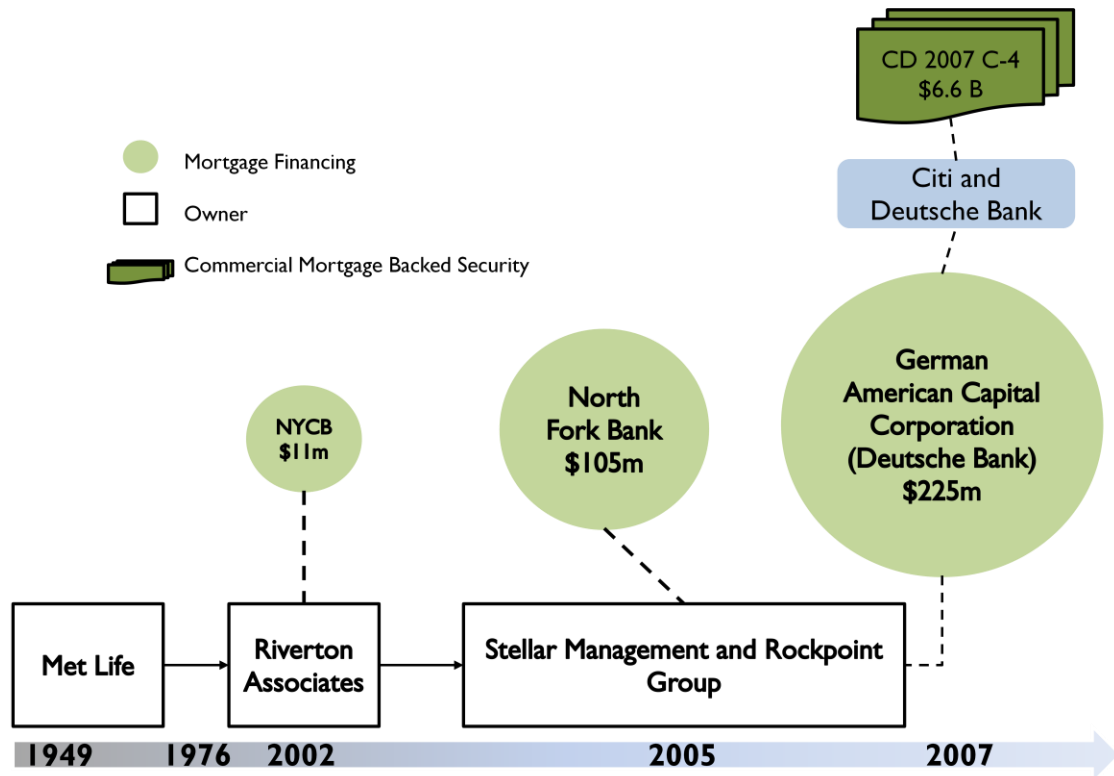 CD 2007 C-4
$6.6 B
Mortgage Financing
Owner
Commercial Mortgage Backed Security
Citi and
Deutsche Bank
NYCB
$11m
North
Fork Bank
$105m
German
American Capital
Corporation
(Deutsche Bank)
$225m
Met Life
Riverton
Associates
Stellar Management and Rockpoint
Group
1949 1976 2002 2005 2007